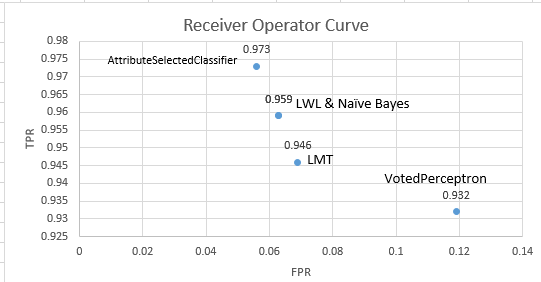 Receiver Operator Curve
0.98
0.975
0.97
0.965
0.96
0.955
0.95
0.945
0.94
0.935
0.93
0.925
TPR
0.973
AttributeSelectedClassifier
0.959
LWL & Naïve Bayes
0.946
LMT
VotedPerceptron
0.932
0 0.02 0.04 0.06 0.08 0.1 0.12 0.14
FPR